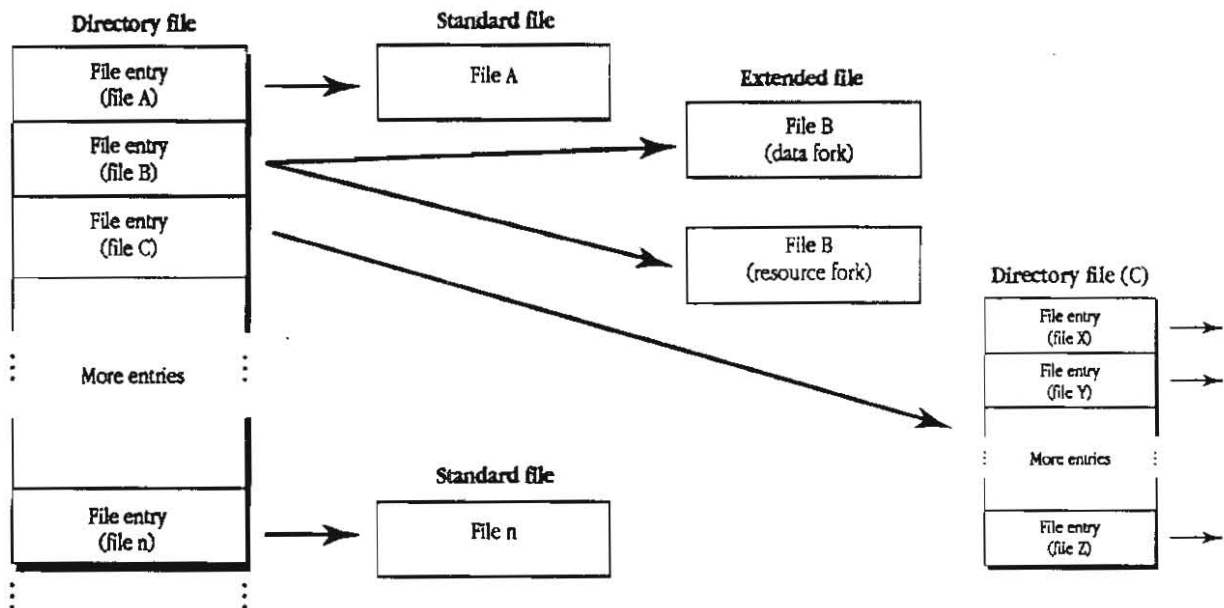 Directory file
File entry
(file A)
File entry
(file B)
File entry
(file C)
More entries
File entry
(file n)
Standard file
File A
Extended file
File B
(data fork)
File B
(resource fork)
Directory file (C)
File entry
(file X)
File entry
(file Y)
More entries
File entry
(file Z)
Standard file
File n